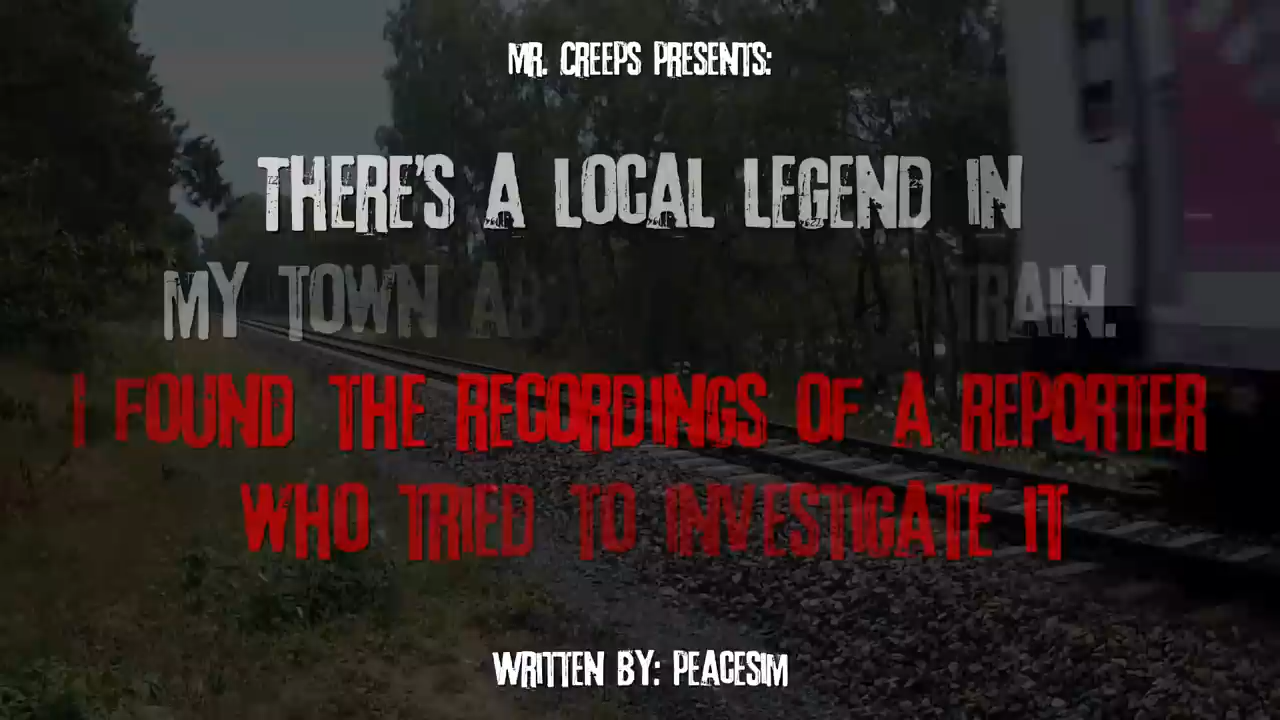 MR. CREEPS PRESENTS:
THERE'S A LOCAL LEGEND IN
MY TOWN TRAIN.
I FOUND THE RECORDINGS OF A REPORTER
WHO TRIED TO INVESTIGATE IT
WRITTEN BY: PEACESIM